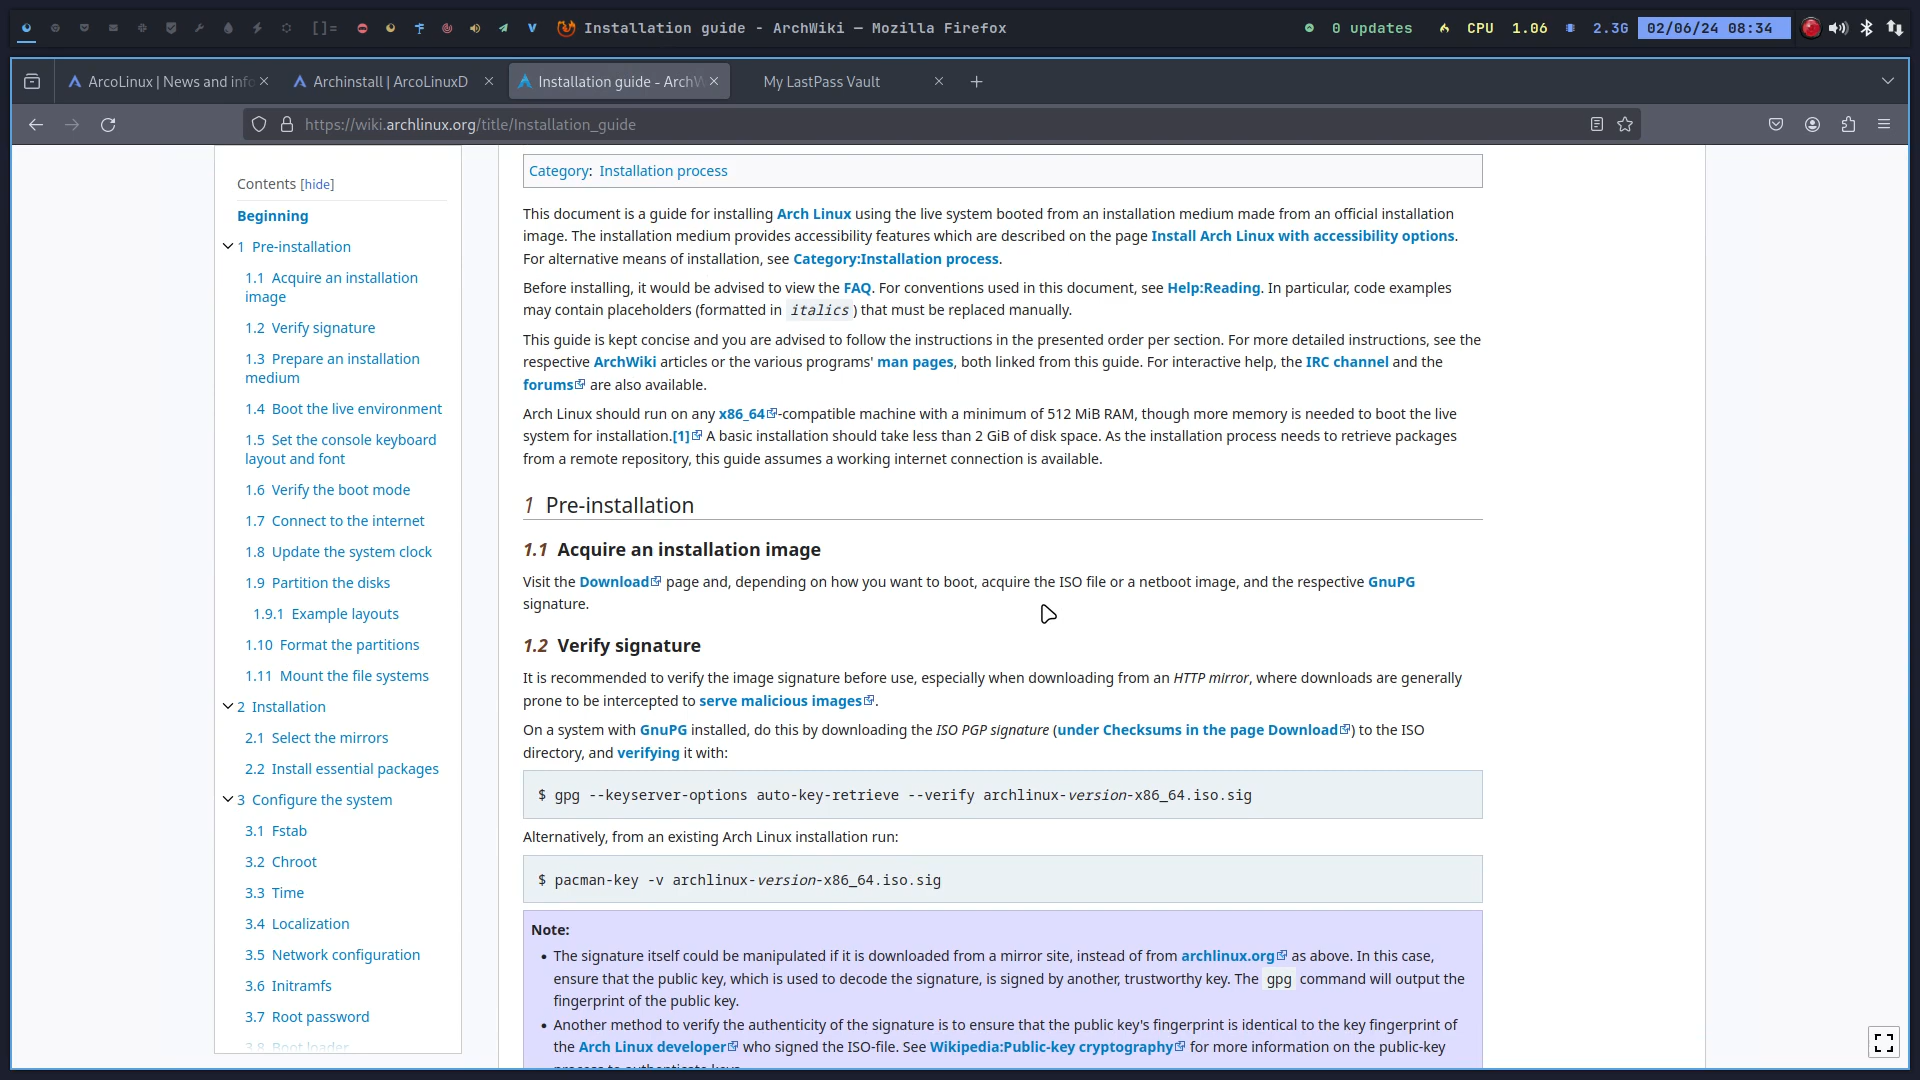 []=
Installation guide - ArchWiki — Mozilla Firefox
0 updates
CPU 1.06
2.3G
02/06/24 08:34
ArcoLinux | News and info
Archinstall | ArcoLinuxD
Installation guide - ArchW
My LastPass Vault
https://wiki.archlinux.org/title/Installation_guide
Contents [hide]
Beginning
1 Pre-installation
1.1 Acquire an installation
image
1.2 Verify signature
1.3 Prepare an installation
medium
1.4 Boot the live environment
1.5 Set the console keyboard
layout and font
1.6 Verify the boot mode
1.7 Connect to the internet
1.8 Update the system clock
1.9 Partition the disks
1.9.1 Example layouts
1.10 Format the partitions
1.11 Mount the file systems
2 Installation
2.1 Select the mirrors
2.2 Install essential packages
3 Configure the system
3.1 Fstab
3.2 Chroot
3.3 Time
3.4 Localization
3.5 Network configuration
3.6 Initramfs
3.7 Root password
3.8 Boot loader
Category: Installation process
This document is a guide for installing Arch Linux using the live system booted from an installation medium made from an official installation
image. The installation medium provides accessibility features which are described on the page Install Arch Linux with accessibility options.
For alternative means of installation, see Category:Installation process.
Before installing, it would be advised to view the FAQ. For conventions used in this document, see Help:Reading. In particular, code examples
may contain placeholders (formatted in italics ) that must be replaced manually.
This guide is kept concise and you are advised to follow the instructions in the presented order per section. For more detailed instructions, see the
respective ArchWiki articles or the various programs' man pages, both linked from this guide. For interactive help, the IRC channel and the
forums are also available.
Arch Linux should run on any x86_64-compatible machine with a minimum of 512 MiB RAM, though more memory is needed to boot the live
system for installation.[1] A basic installation should take less than 2 GiB of disk space. As the installation process needs to retrieve packages
from a remote repository, this guide assumes a working internet connection is available.
1 Pre-installation
1.1 Acquire an installation image
Visit the Download page and, depending on how you want to boot, acquire the ISO file or a netboot image, and the respective GnuPG
signature.
1.2 Verify signature
It is recommended to verify the image signature before use, especially when downloading from an HTTP mirror, where downloads are generally
prone to be intercepted to serve malicious images.
On a system with GnuPG installed, do this by downloading the ISO PGP signature (under Checksums in the page Download) to the ISO
directory, and verifying it with:
$ gpg --keyserver-options auto-key-retrieve --verify archlinux-version-x86_64.iso.sig
Alternatively, from an existing Arch Linux installation run:
$ pacman-key -v archlinux-version-x86_64.iso.sig
Note:
• The signature itself could be manipulated if it is downloaded from a mirror site, instead of from archlinux.org as above. In this case,
ensure that the public key, which is used to decode the signature, is signed by another, trustworthy key. The gpg command will output the
fingerprint of the public key.
• Another method to verify the authenticity of the signature is to ensure that the public key's fingerprint is identical to the key fingerprint of
the Arch Linux developer who signed the ISO-file. See Wikipedia:Public-key cryptography for more information on the public-key
process to authenticate keys.